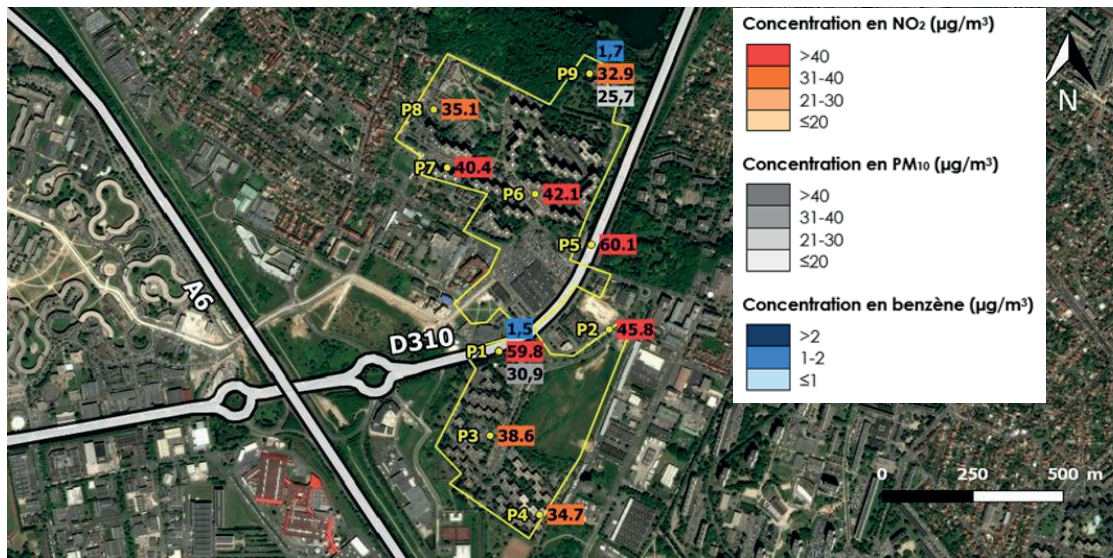 1,7
P9 32.9
25,7
P8 35.1
P7 40.4
P6 42.1
P5 60.1
A6
D310
1,5
P2 45.8
P1 59.8
30,9
P3 38.6
P4 34.7
Concentration en NO₂ (µg/m³)
>40
31-40
21-30
≤20
Concentration en PM₁₀ (µg/m³)
>40
31-40
21-30
≤20
Concentration en benzène (µg/m³)
>2
1-2
≤1
N
0 250 500 m